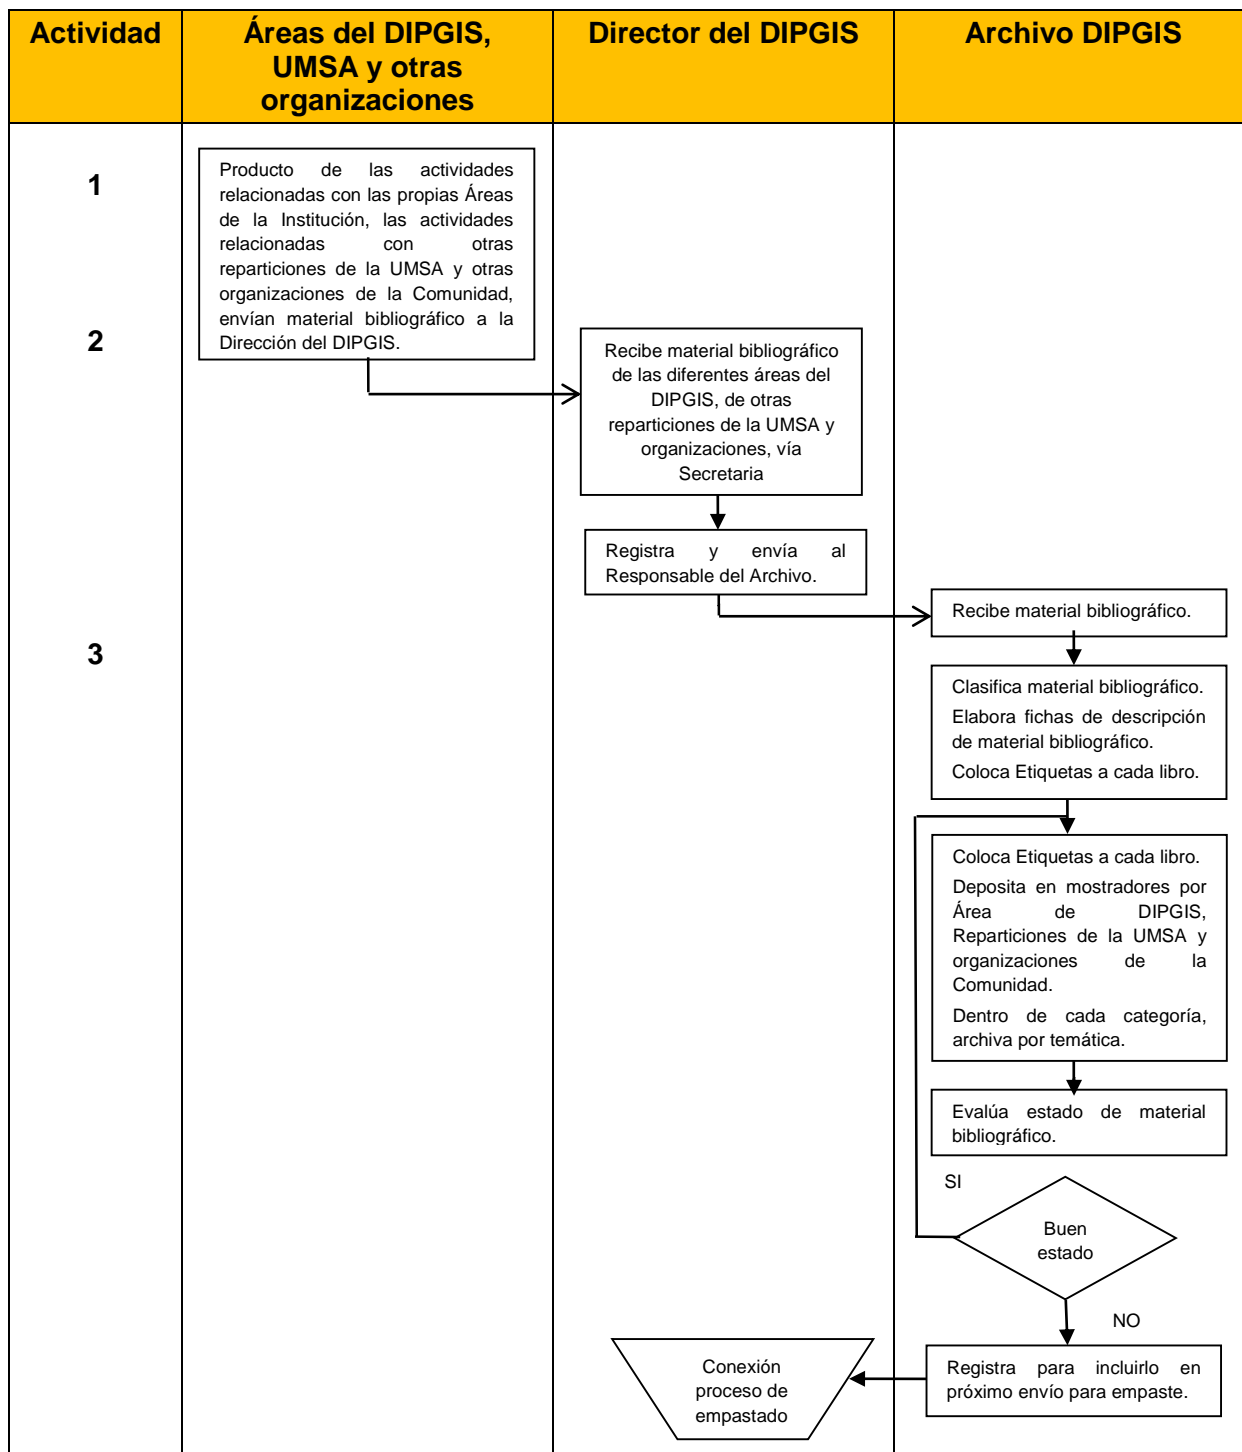 Actividad
Áreas del DIPGIS,
UMSA y otras
organizaciones
Director del DIPGIS
Archivo DIPGIS
1
Producto de las actividades
relacionadas con las propias Áreas
de la Institución, las actividades
relacionadas con otras
reparticiones de la UMSA y otras
organizaciones de la Comunidad,
envían material bibliográfico a la
Dirección del DIPGIS.
2
Recibe material bibliográfico
de las diferentes áreas del
DIPGIS, de otras
reparticiones de la UMSA y
organizaciones, vía
Secretaria
Registra y envía al
Responsable del Archivo.
3
Recibe material bibliográfico.
Clasifica material bibliográfico.
Elabora fichas de descripción
de material bibliográfico.
Coloca Etiquetas a cada libro.
Coloca Etiquetas a cada libro.
Deposita en mostradores por
Área de DIPGIS,
Reparticiones de la UMSA y
organizaciones de la
Comunidad.
Dentro de cada categoría,
archiva por temática.
Evalúa estado de material
bibliográfico.
SI
Buen
estado
NO
Registra para incluirlo en
próximo envío para empaste.
Conexión
proceso de
empastado